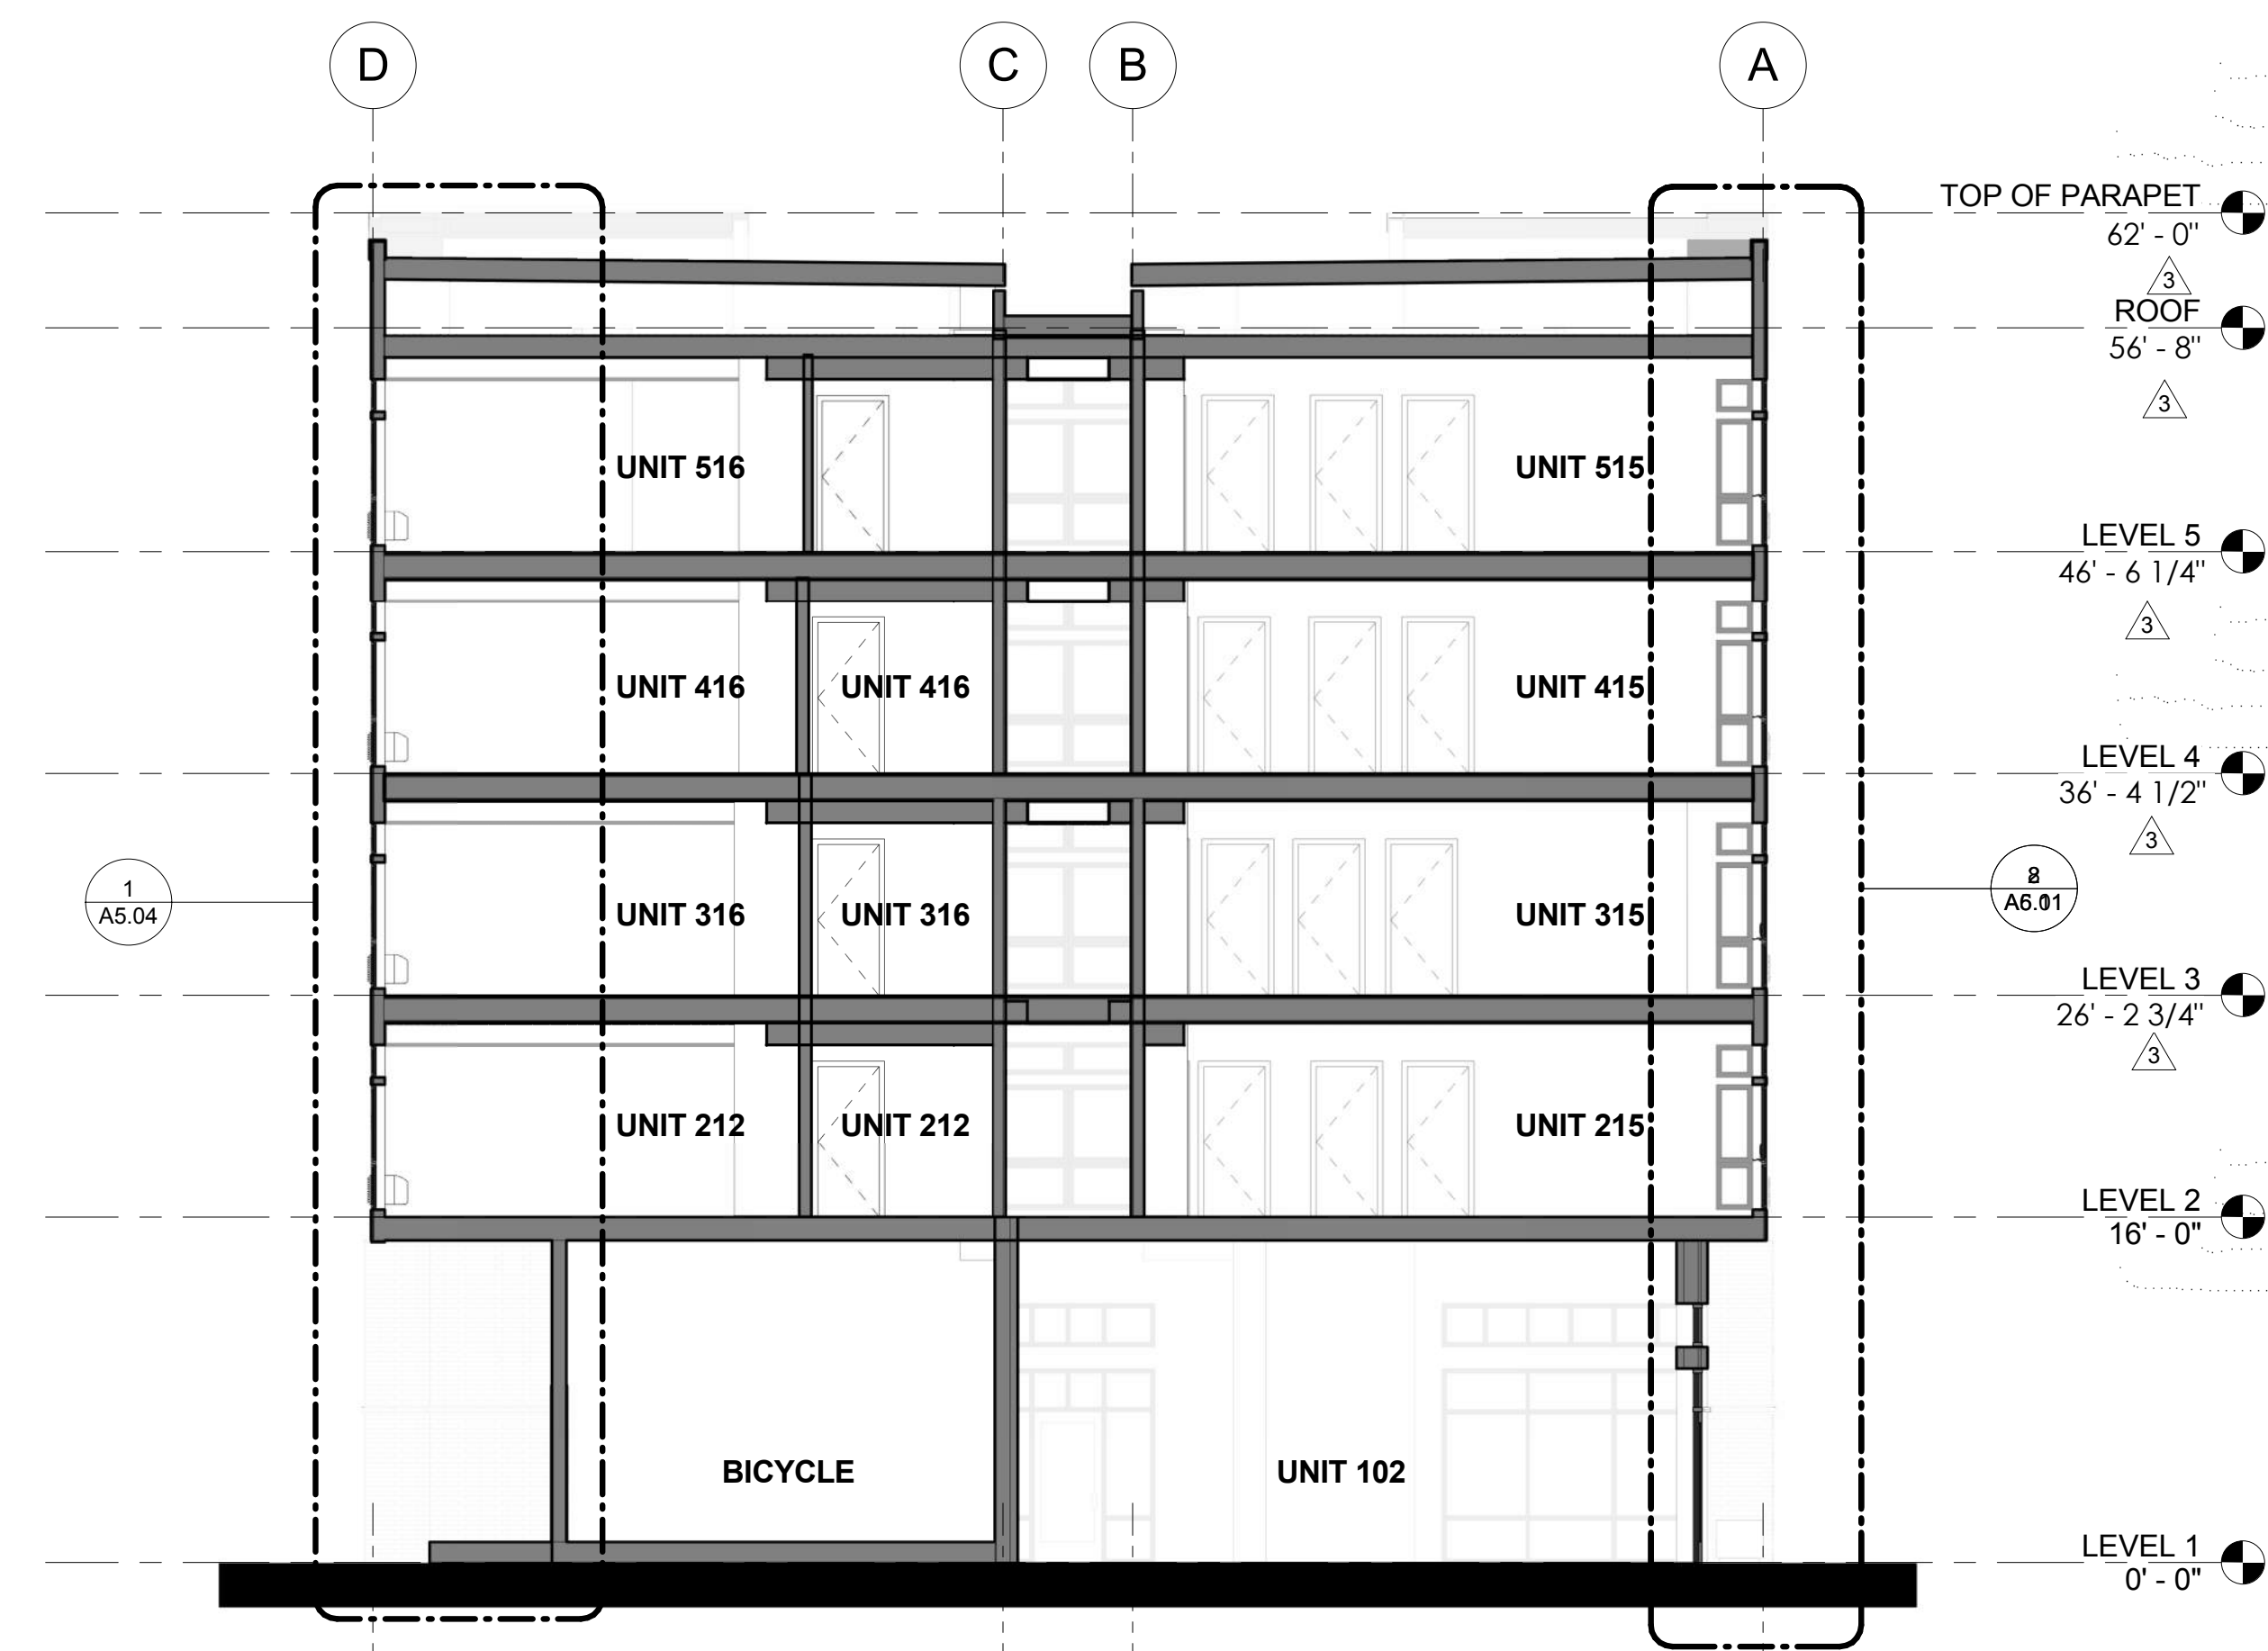 D
C
B
A
TOP OF PARAPET
62' - 0"
3
ROOF
56' - 8"
3
UNIT 516
UNIT 515
LEVEL 5
46' - 6 1/4"
3
UNIT 416
UNIT 416
UNIT 415
LEVEL 4
36' - 4 1/2"
3
1
A5.04
UNIT 316
UNIT 316
UNIT 315
LEVEL 3
26' - 2 3/4"
3
UNIT 212
UNIT 212
UNIT 215
LEVEL 2
16' - 0"
BICYCLE
UNIT 102
LEVEL 1
0' - 0"